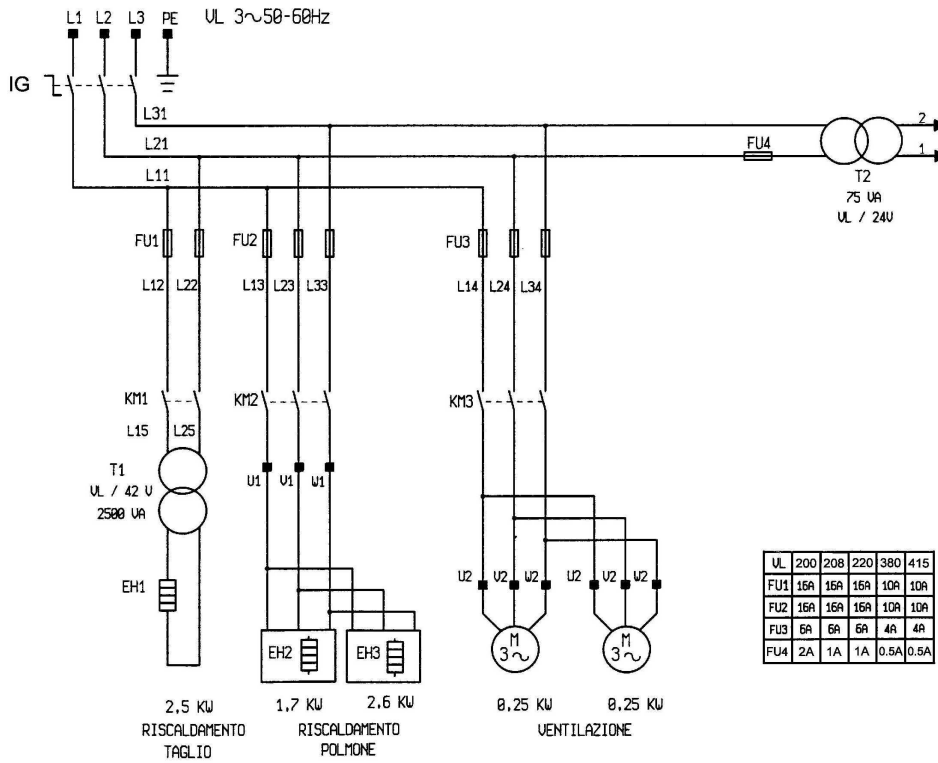 L1 L2 L3 PE VL 3~50-60Hz
IG
L31
L21
L11
FU4
2
1
T2
75 VA
VL / 24V
FU1 FU2 FU3
L12 L22 L13 L23 L33 L14 L24 L34
KM1 KM2 KM3
L15 L25
T1
VL / 42 V
2500 VA
U1 V1 W1
U2 V2 W2 U2 V2 W2
EH1
EH2 EH3
M
3~
M
3~
VL 200 208 220 380 415
FU1 16A 16A 16A 10A 10A
FU2 16A 16A 16A 10A 10A
FU3 6A 6A 6A 4A 4A
FU4 2A 1A 1A 0.5A 0.5A
2,5 KW 1,7 KW 2,6 KW 0,25 KW 0,25 KW
RISCALDAMENTO
TAGLIO
RISCALDAMENTO
POLMONE
VENTILAZIONE